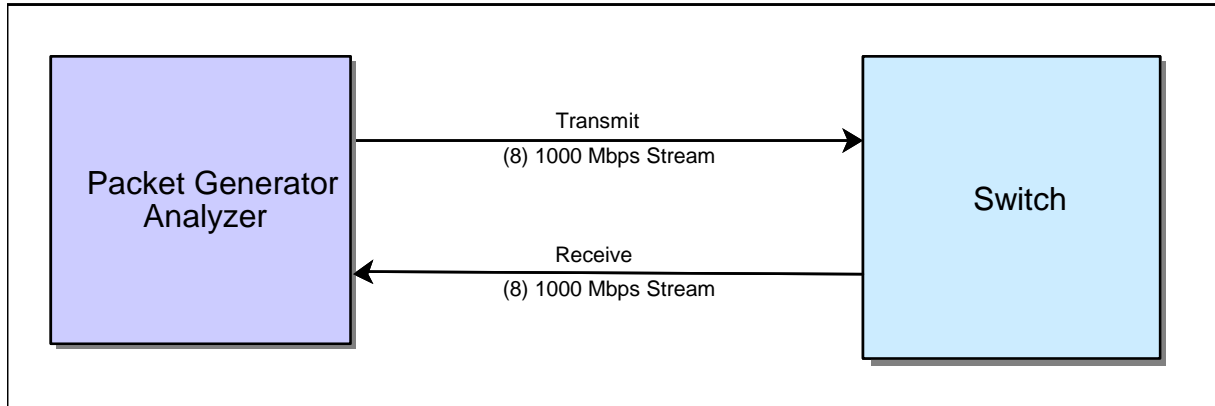 Packet Generator
Analyzer
Transmit
(8) 1000 Mbps Stream
Receive
(8) 1000 Mbps Stream
Switch